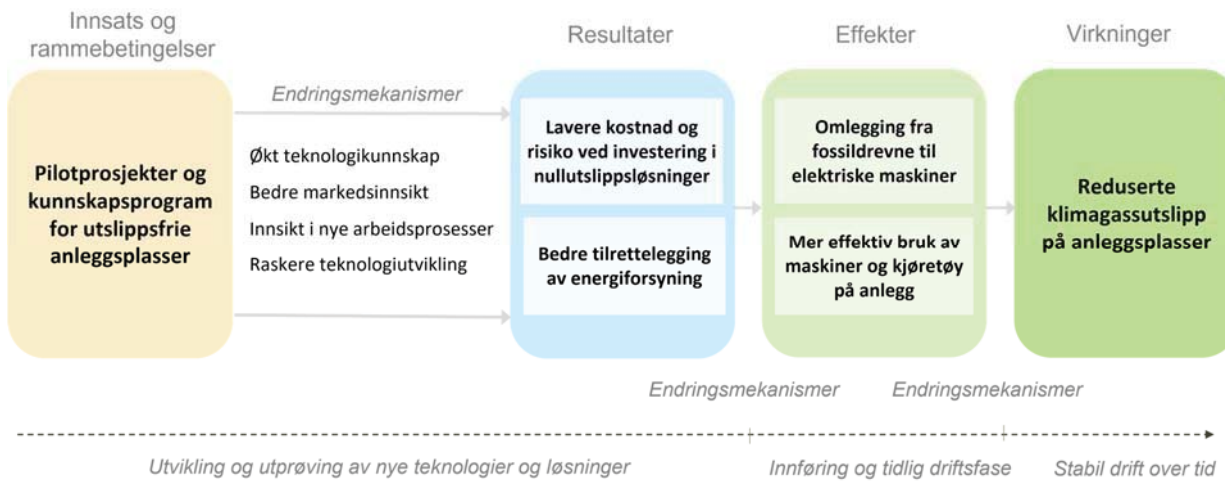 Innsats og
rammebetingelser
Resultater
Effekter
Virkninger
Endringsmekanismer
Pilotprosjekter og
kunnskapsprogram
for utslippsfrie
anleggsplasser
Økt teknologikunnskap
Bedre markedsinnsikt
Innsikt i nye arbeidsprosesser
Raskere teknologiutvikling
Lavere kostnad og
risiko ved investering i
nullutslippsløsninger
Bedre tilrettelegging
av energiforsyning
Omlegging fra
fossildrevne til
elektriske maskiner
Mer effektiv bruk av
maskiner og kjøretøy
på anlegg
Reduserte
klimagassutslipp
på anleggsplasser
Endringsmekanismer
Endringsmekanismer
Utvikling og utprøving av nye teknologier og løsninger
Innføring og tidlig driftsfase
Stabil drift over tid